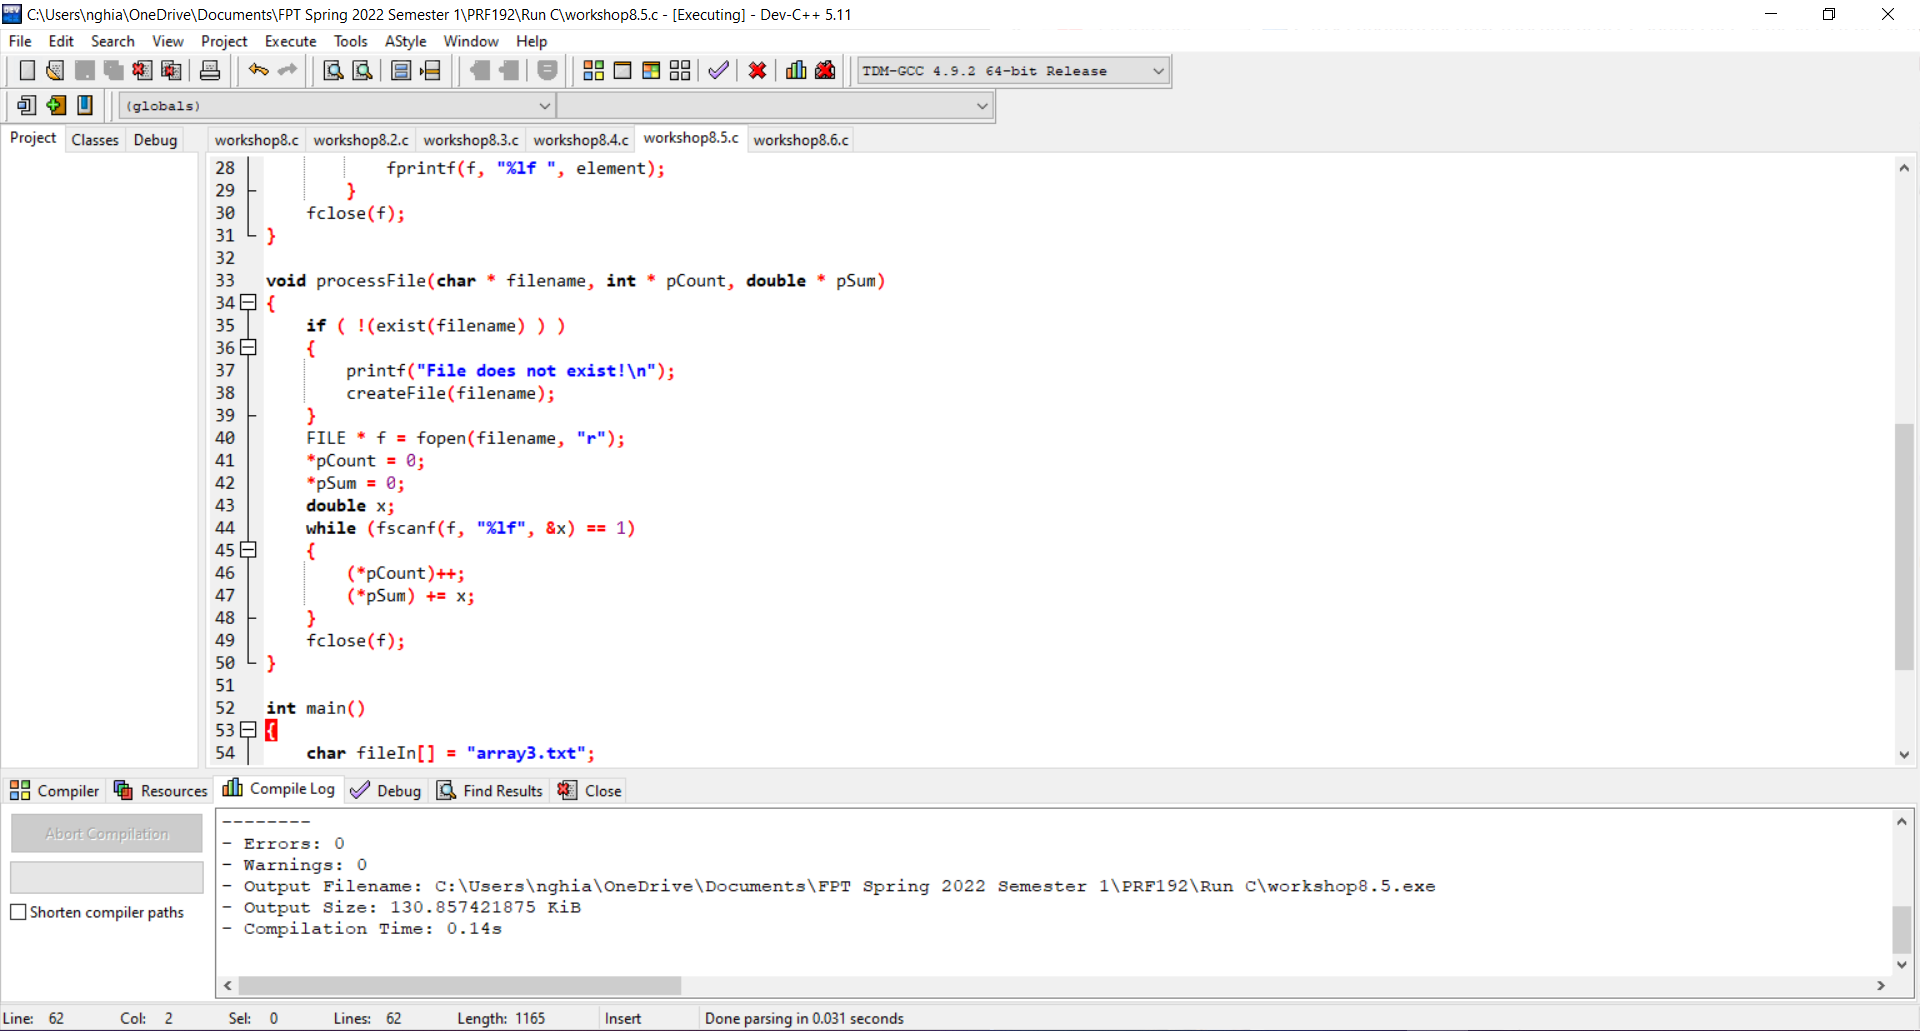 C:\Users\nghia\OneDrive\Documents\FPT Spring 2022 Semester 1\PRF192\Run C\workshop8.5.c - [Executing] - Dev-C++ 5.11
File Edit Search View Project Execute Tools AStyle Window Help
TDM-GCC 4.9.2 64-bit Release
(globals)
Project Classes Debug workshop8.c workshop8.2.c workshop8.3.c workshop8.4.c workshop8.5.c workshop8.6.c
28 fprintf(f, "%lf ", element);
29 }
30 fclose(f);
31 }
32
33 void processFile(char * filename, int * pCount, double * pSum)
34 {
35 if ( !(exist(filename) ) )
36 {
37 printf("File does not exist!\n");
38 createFile(filename);
39 }
40 FILE * f = fopen(filename, "r");
41 *pCount = 0;
42 *pSum = 0;
43 double x;
44 while (fscanf(f, "%lf", &x) == 1)
45 {
46 (*pCount)++;
47 (*pSum) += x;
48 }
49 fclose(f);
50 }
51
52 int main()
53 {
54 char fileIn[] = "array3.txt";
Compiler Resources Compile Log Debug Find Results Close
Abort Compilation
Shorten compiler paths
--------
- Errors: 0
- Warnings: 0
- Output Filename: C:\Users\nghia\OneDrive\Documents\FPT Spring 2022 Semester 1\PRF192\Run C\workshop8.5.exe
- Output Size: 130.857421875 KiB
- Compilation Time: 0.14s
Line: 62 Col: 2 Sel: 0 Lines: 62 Length: 1165 Insert Done parsing in 0.031 seconds